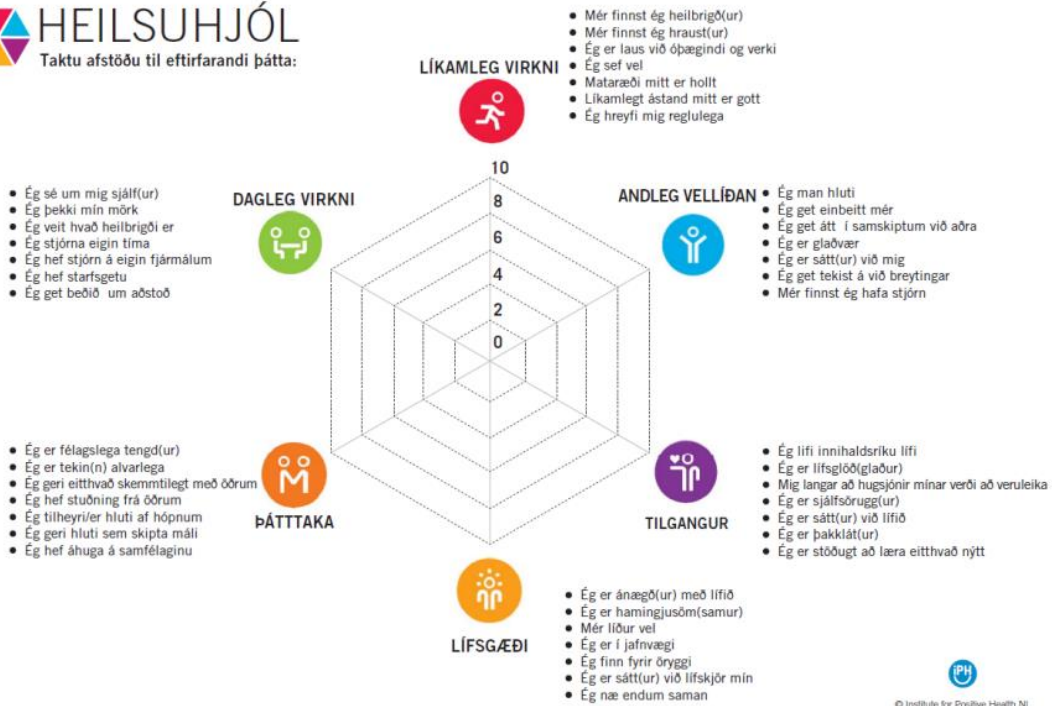 HEILSUHJÓL
Taktu afstöðu til eftirfarandi þátta:
LÍKAMLEG VIRKNI
• Mér finnst ég heilbrigð(ur)
• Mér finnst ég hraust(ur)
• Ég er laus við óþægindi og verki
• Ég sef vel
• Mataræði mitt er hollt
• Líkamlegt ástand mitt er gott
• Ég hreyfi mig reglulega
DAGLEG VIRKNI
• Ég sé um mig sjálf(ur)
• Ég þekki mín mörk
• Ég veit hvað heilbrigði er
• Ég stjórna eigin tíma
• Ég hef stjórn á eigin fjármálum
• Ég hef starfsgetu
• Ég get beðið um aðstoð
10
8
6
4
2
0
ANDLEG VELLÍÐAN
• Ég man hluti
• Ég get einbeitt mér
• Ég get átt í samskiptum við aðra
• Ég er glaðvær
• Ég er sátt(ur) við mig
• Ég get tekist á við breytingar
• Mér finnst ég hafa stjórn
• Ég er félagslega tengd(ur)
• Ég er tekin(n) alvarlega
• Ég geri eitthvað skemmtilegt með öðrum
• Ég hef stuðning frá öðrum
• Ég tilheyri/er hluti af hópnum
• Ég geri hluti sem skipta máli
• Ég hef áhuga á samfélaginu
ÞÁTTTAKA
TILGANGUR
• Ég lifi innihaldsríku lífi
• Ég er lífsglöð(glaður)
• Mig langar að hugsjónir mínar verði að veruleika
• Ég er sjálfsörugg(ur)
• Ég er sátt(ur) við lífið
• Ég er þakklát(ur)
• Ég er stöðugt að læra eitthvað nýtt
LÍFSGÆÐI
• Ég er ánægð(ur) með lífið
• Ég er hamingjusöm(samur)
• Mér líður vel
• Ég er í jafnvægi
• Ég finn fyrir öryggi
• Ég er sátt(ur) við lífskjör mín
• Ég næ endum saman
iPH
© Institute for Positive Health NL